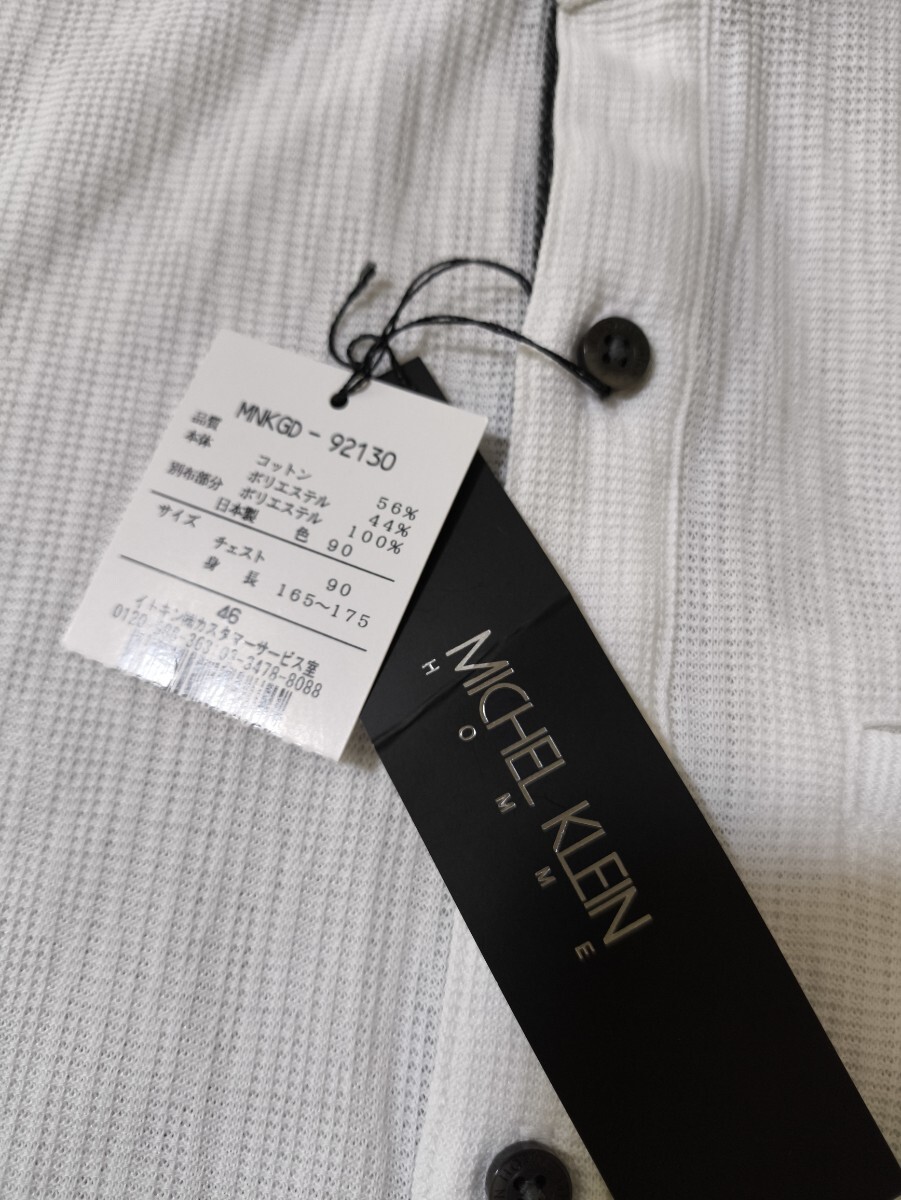 MNKGD - 92130
品質
本体 コットン 56%
ポリエステル 44%
別布部分 ポリエステル 100%
日本製 色 90
サイズ
チェスト 90
身長 165~175
46
イトキン㈱カスタマーサービス室
03-3478-8088
MICHEL KLEIN
HOMME